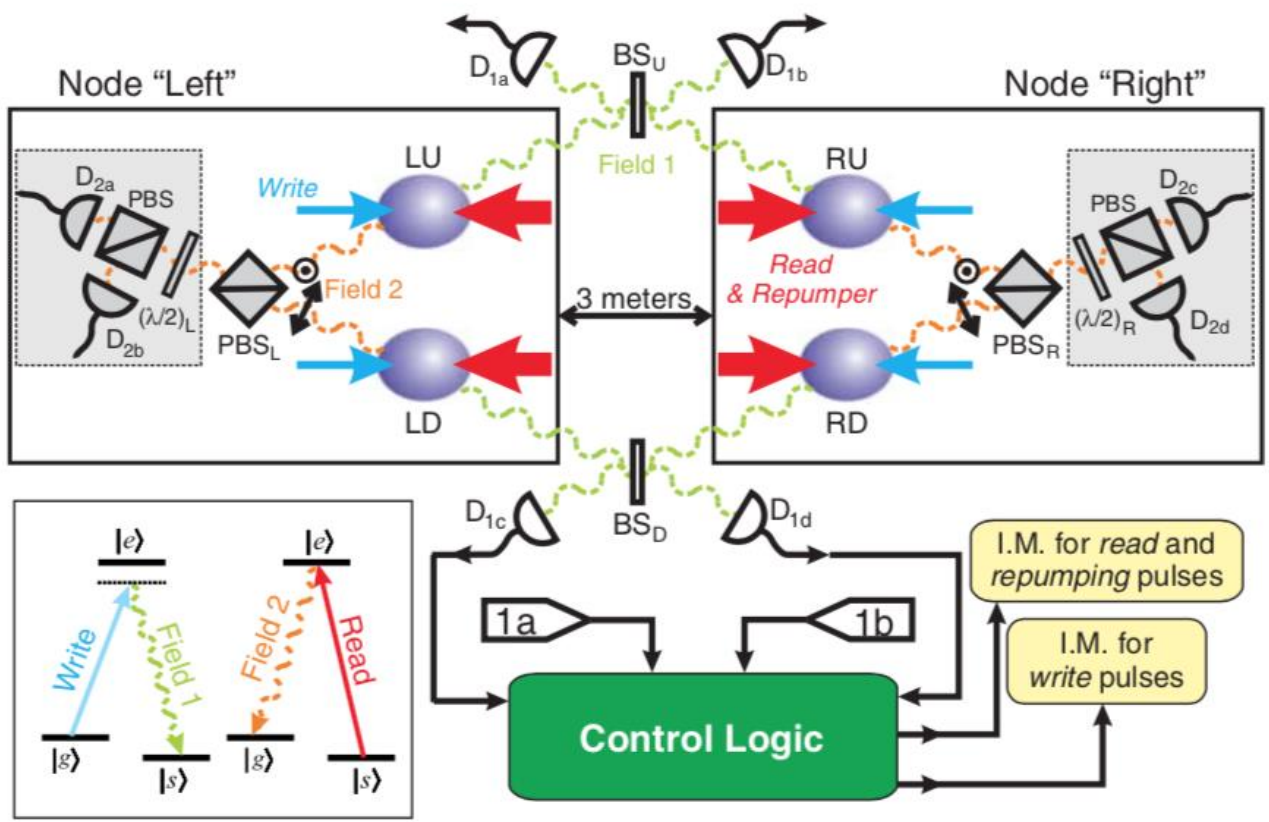 Node “Left”
D1a
BSU
D1b
Node “Right”
Field 1
D2a
PBS
Write
LU
RU
PBS
D2c
Field 2
Read
& Repumper
3 meters
(λ/2)L
D2b
PBSL
PBSR
(λ/2)R
D2d
LD
RD
D1c
BSD
D1d
|e⟩
|e⟩
Write
Field 1
Field 2
Read
|g⟩
|s⟩
|g⟩
|s⟩
1a
1b
I.M. for read and
repumping pulses
I.M. for
write pulses
Control Logic